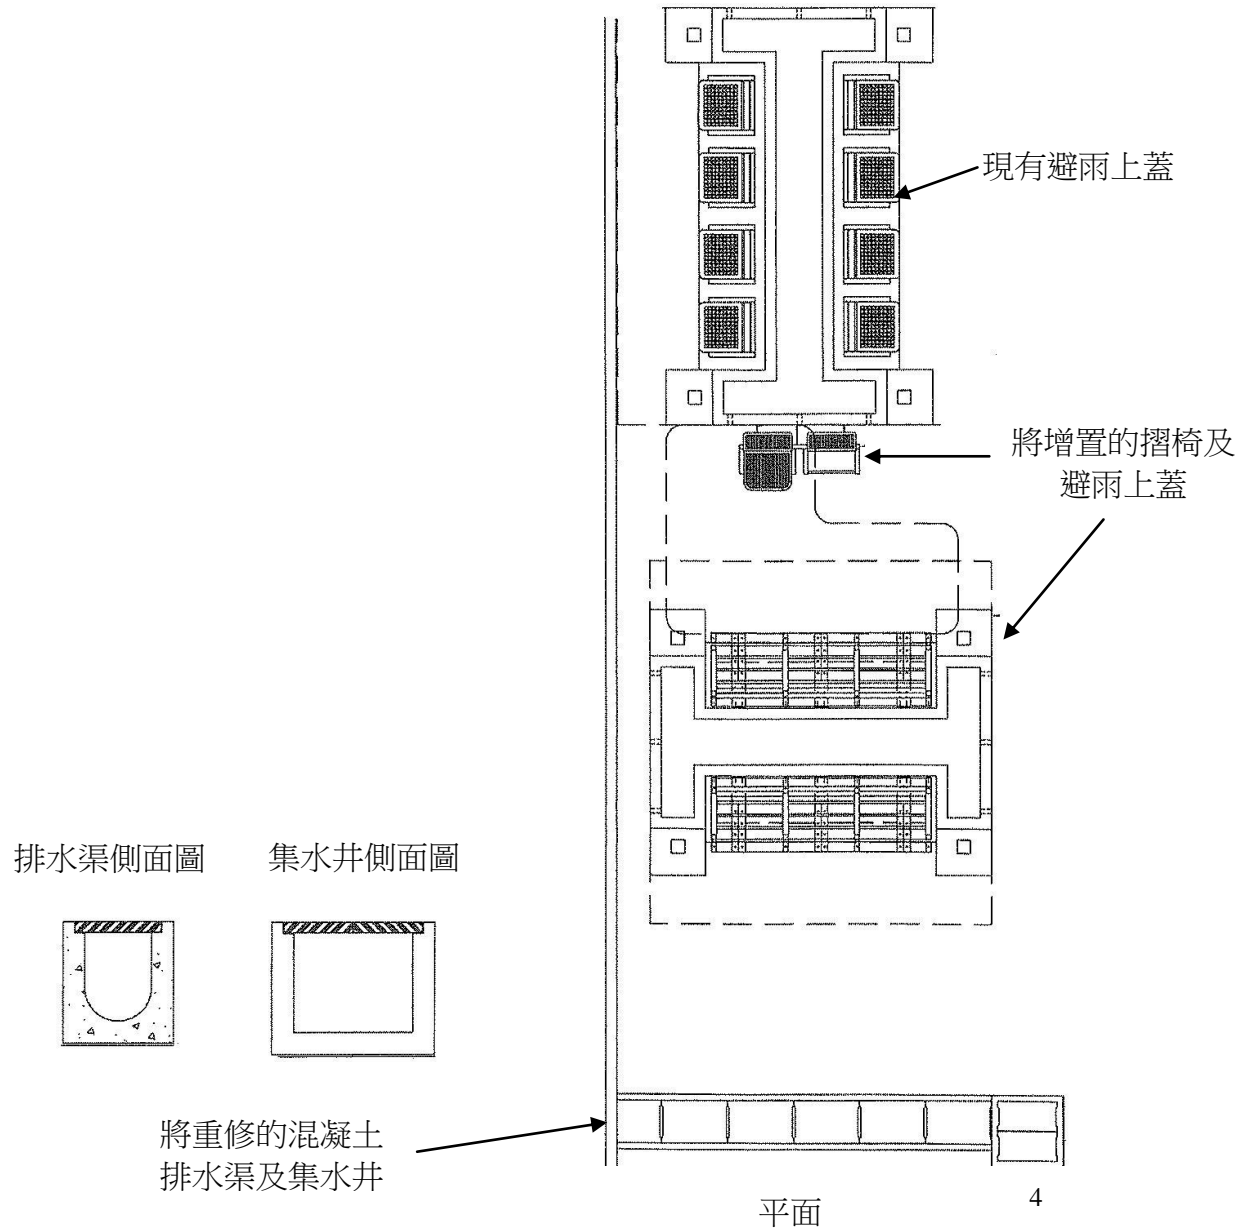 現有避雨上蓋
將增置的摺椅及
避雨上蓋
排水渠側面圖
集水井側面圖
將重修的混凝土
排水渠及集水井
平面
4